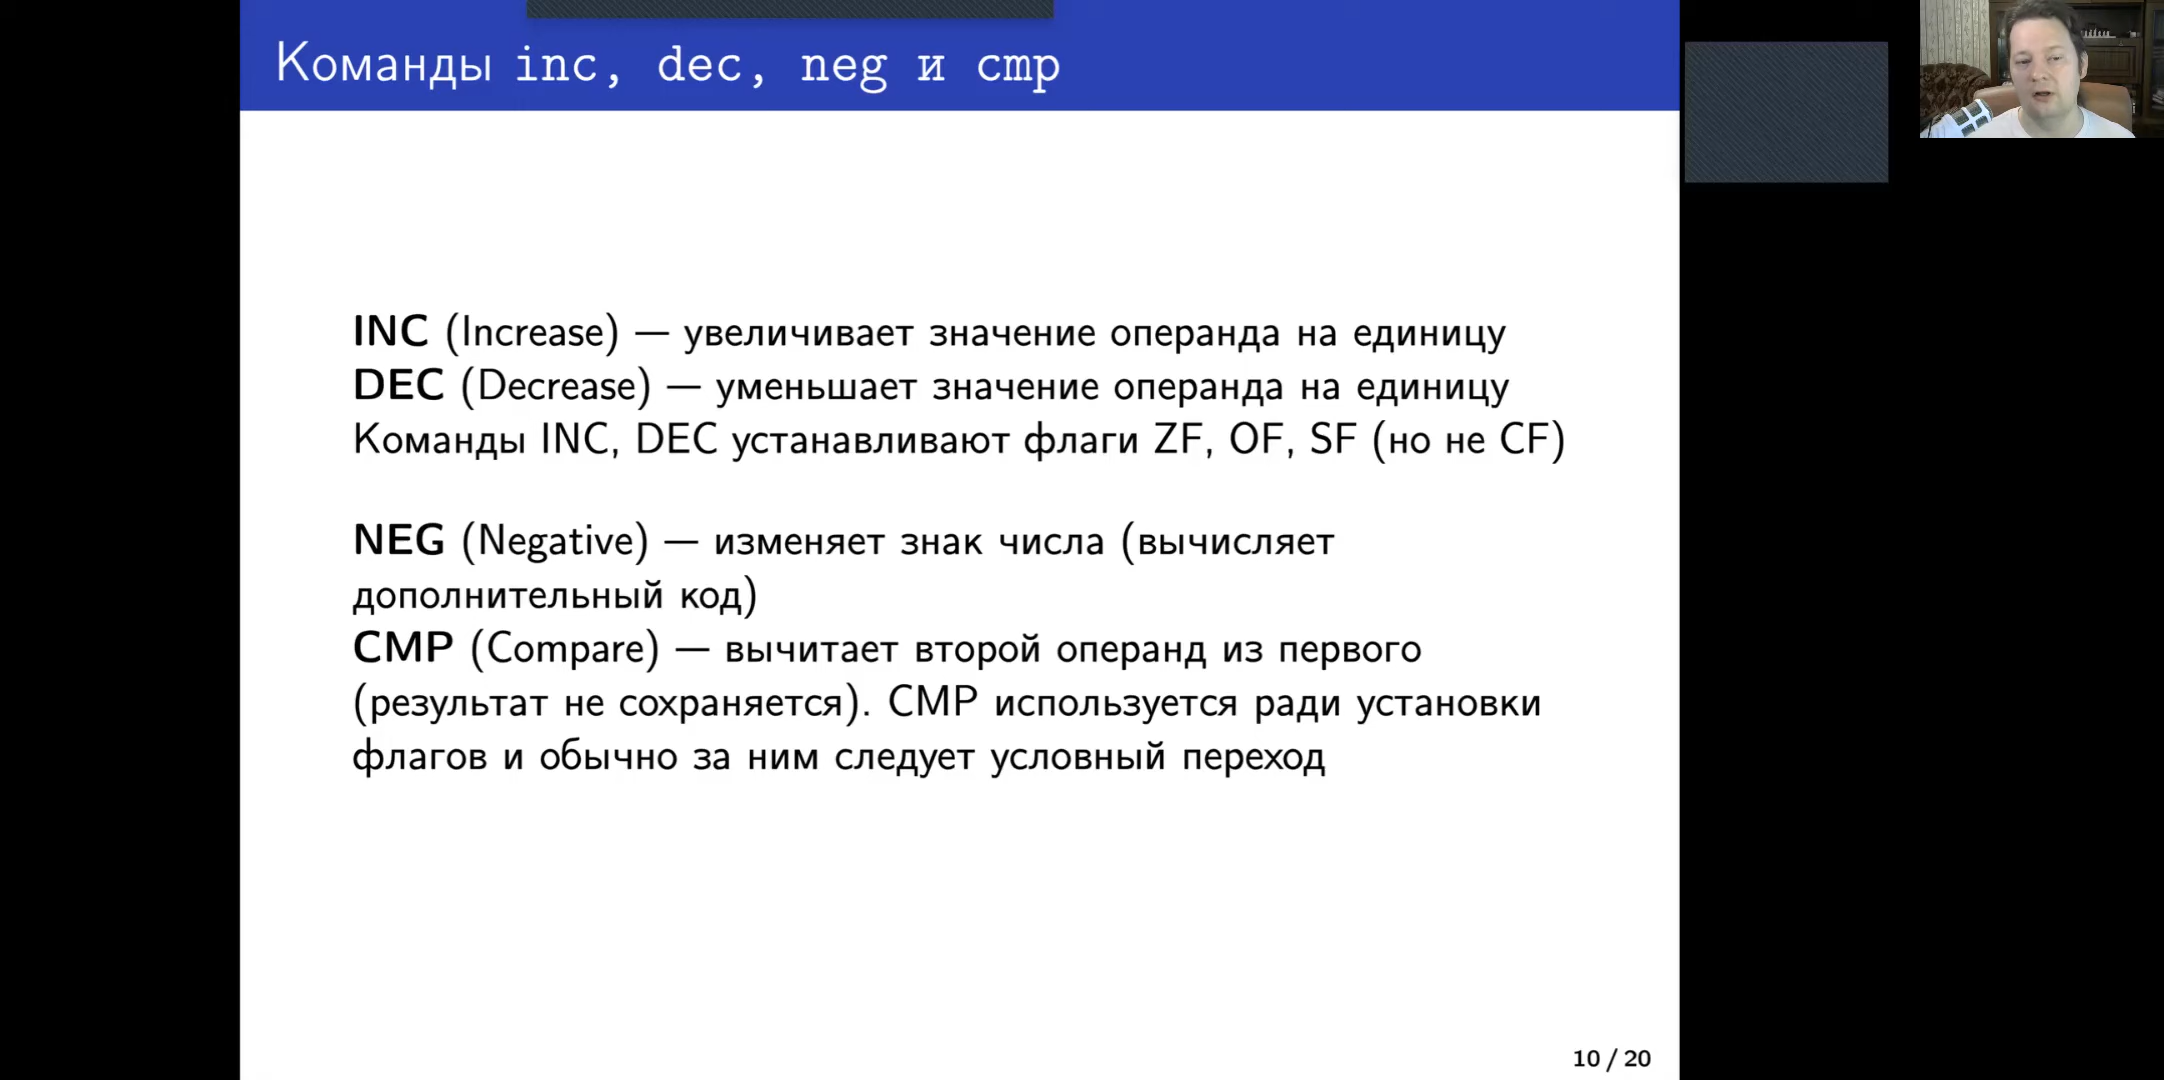 Команды inc, dec, neg и cmp
INC (Increase) — увеличивает значение операнда на единицу
DEC (Decrease) — уменьшает значение операнда на единицу
Команды INC, DEC устанавливают флаги ZF, OF, SF (но не CF)
NEG (Negative) — изменяет знак числа (вычисляет
дополнительный код)
CMP (Compare) — вычитает второй операнд из первого
(результат не сохраняется). CMP используется ради установки
флагов и обычно за ним следует условный переход
10 / 20